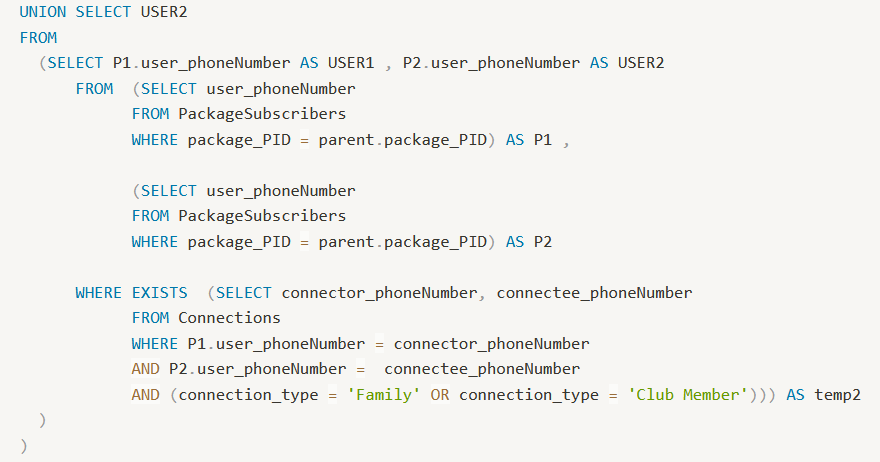 UNION SELECT USER2
FROM
(SELECT P1.user_phoneNumber AS USER1 , P2.user_phoneNumber AS USER2
FROM (SELECT user_phoneNumber
FROM PackageSubscribers
WHERE package_PID = parent.package_PID) AS P1 ,
(SELECT user_phoneNumber
FROM PackageSubscribers
WHERE package_PID = parent.package_PID) AS P2
WHERE EXISTS (SELECT connector_phoneNumber, connectee_phoneNumber
FROM Connections
WHERE P1.user_phoneNumber = connector_phoneNumber
AND P2.user_phoneNumber = connectee_phoneNumber
AND (connection_type = 'Family' OR connection_type = 'Club Member'))) AS temp2
)
)